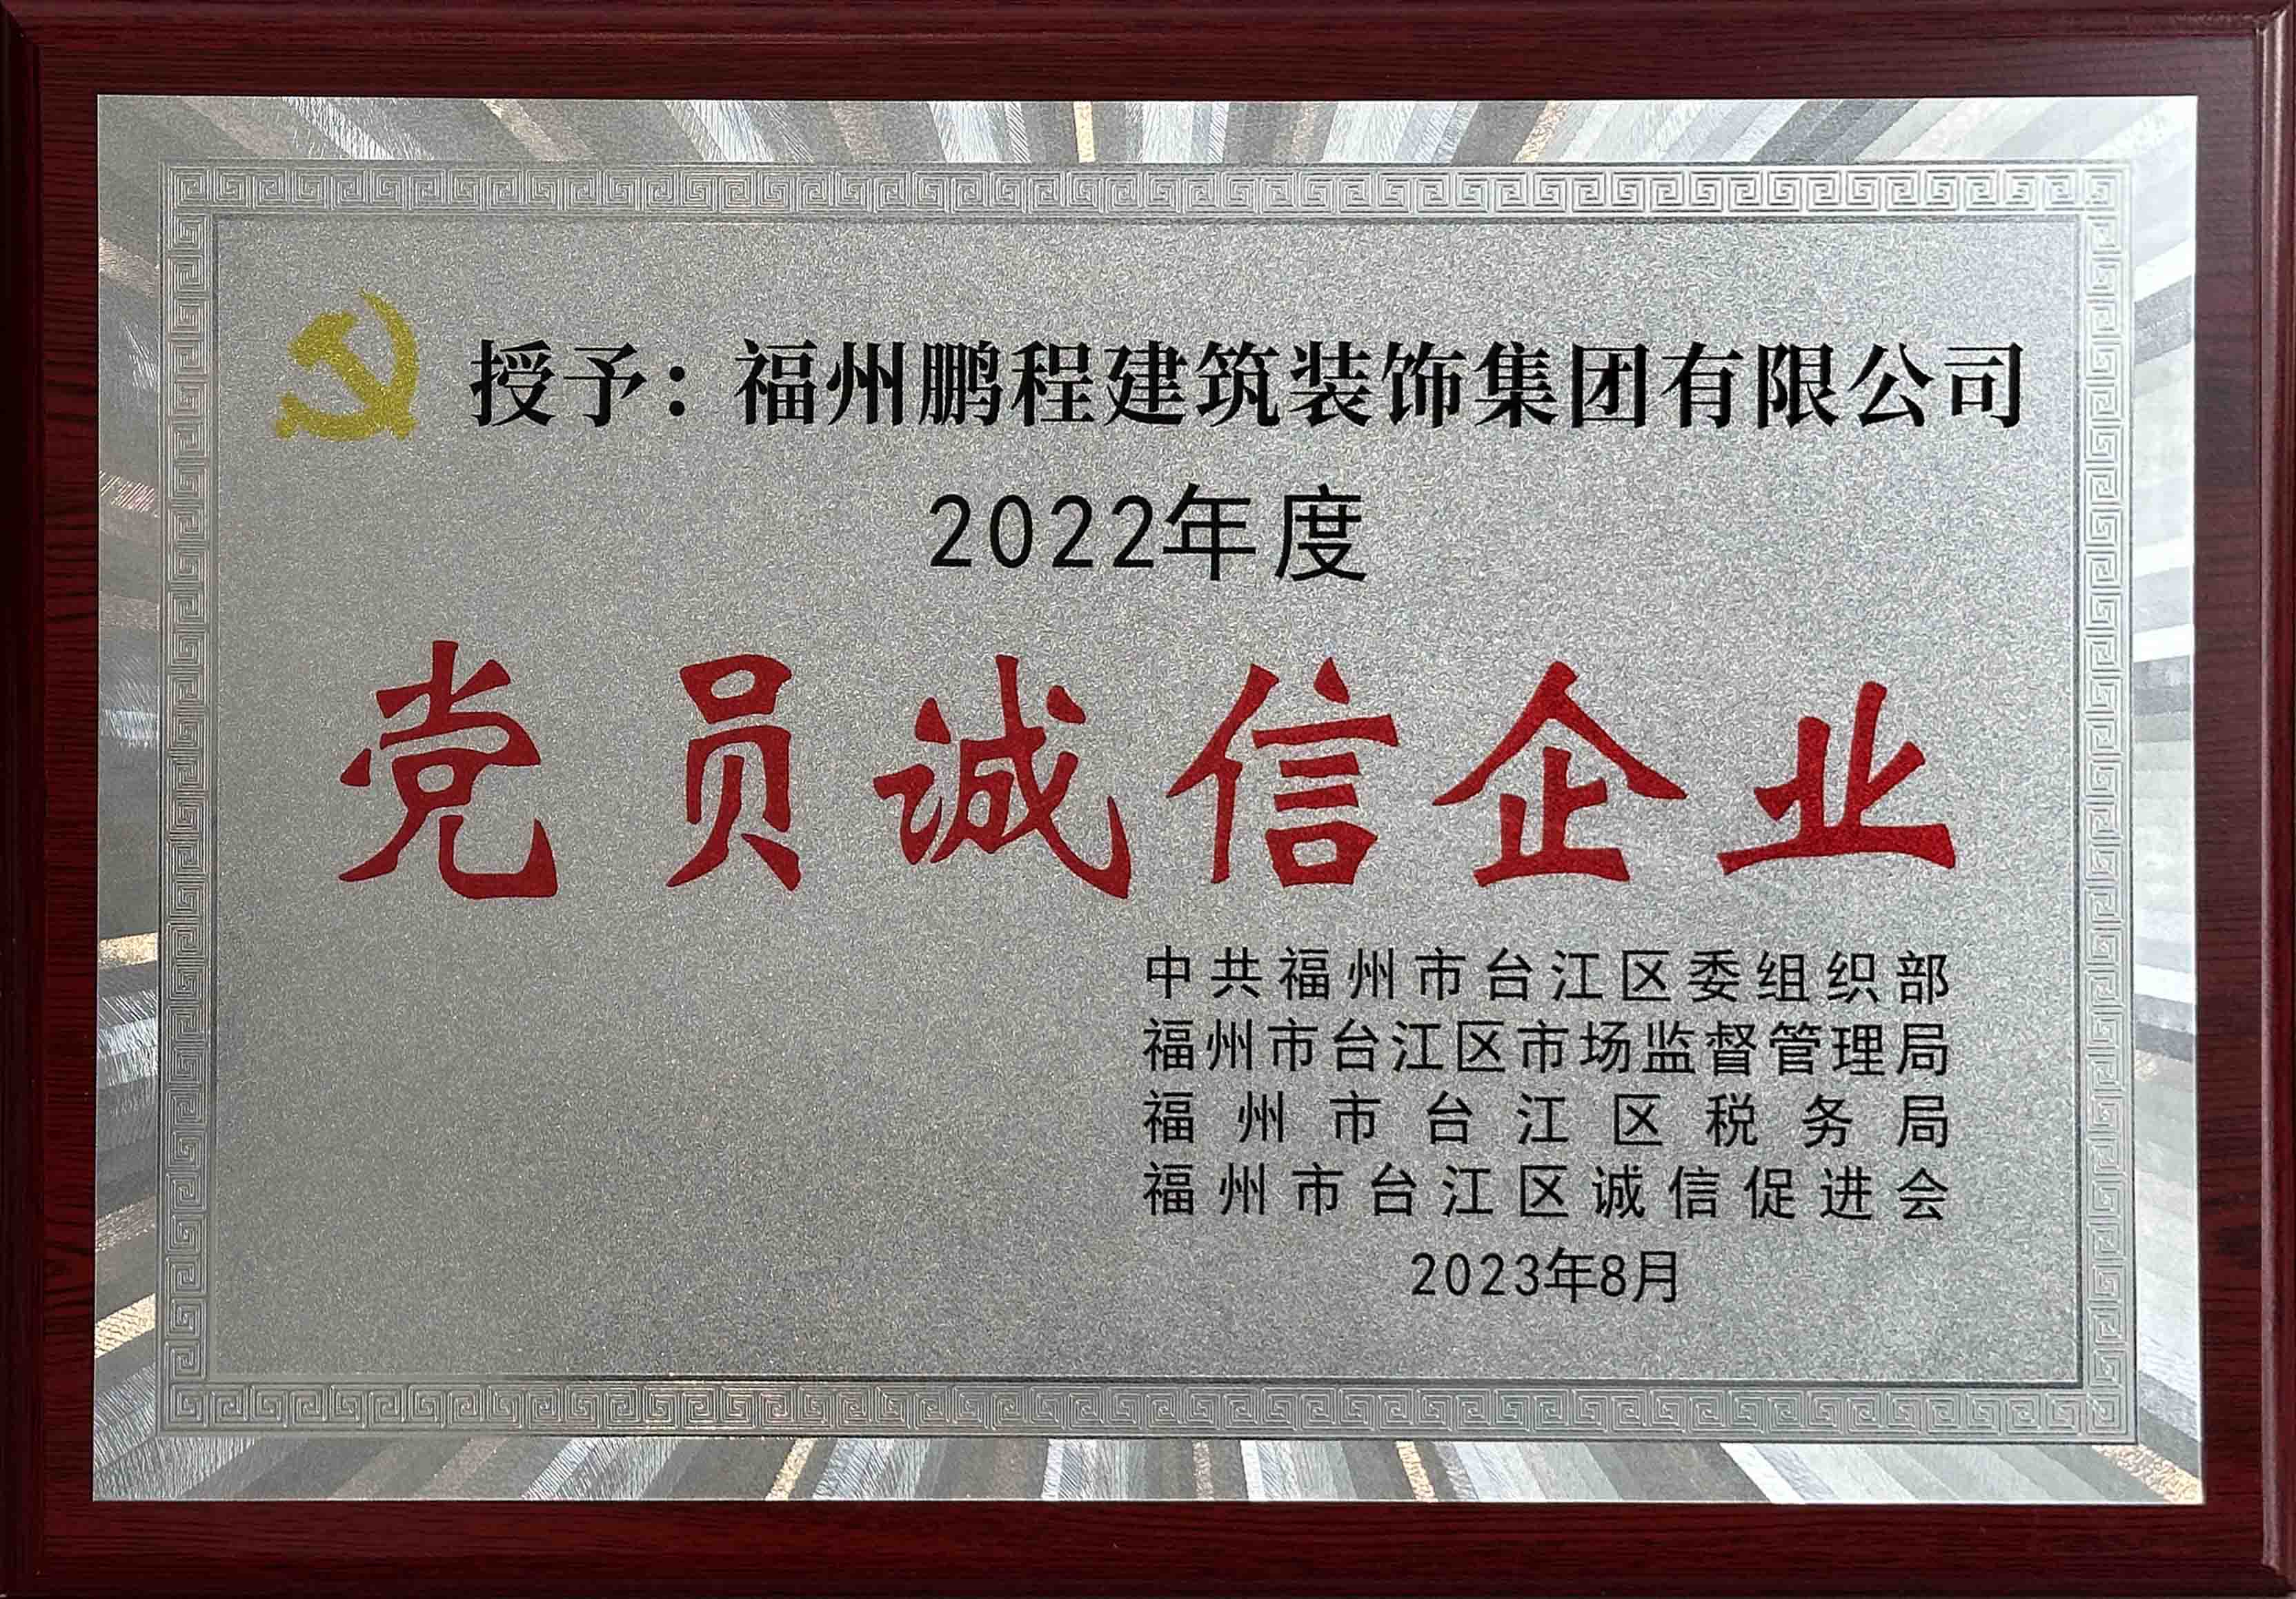 授予：福州鹏程建筑装饰集团有限公司
2022年度
党员诚信企业
中共福州市台江区委组织部
福州市台江区市场监督管理局
福州市台江区税务局
福州市台江区诚信促进会
2023年8月